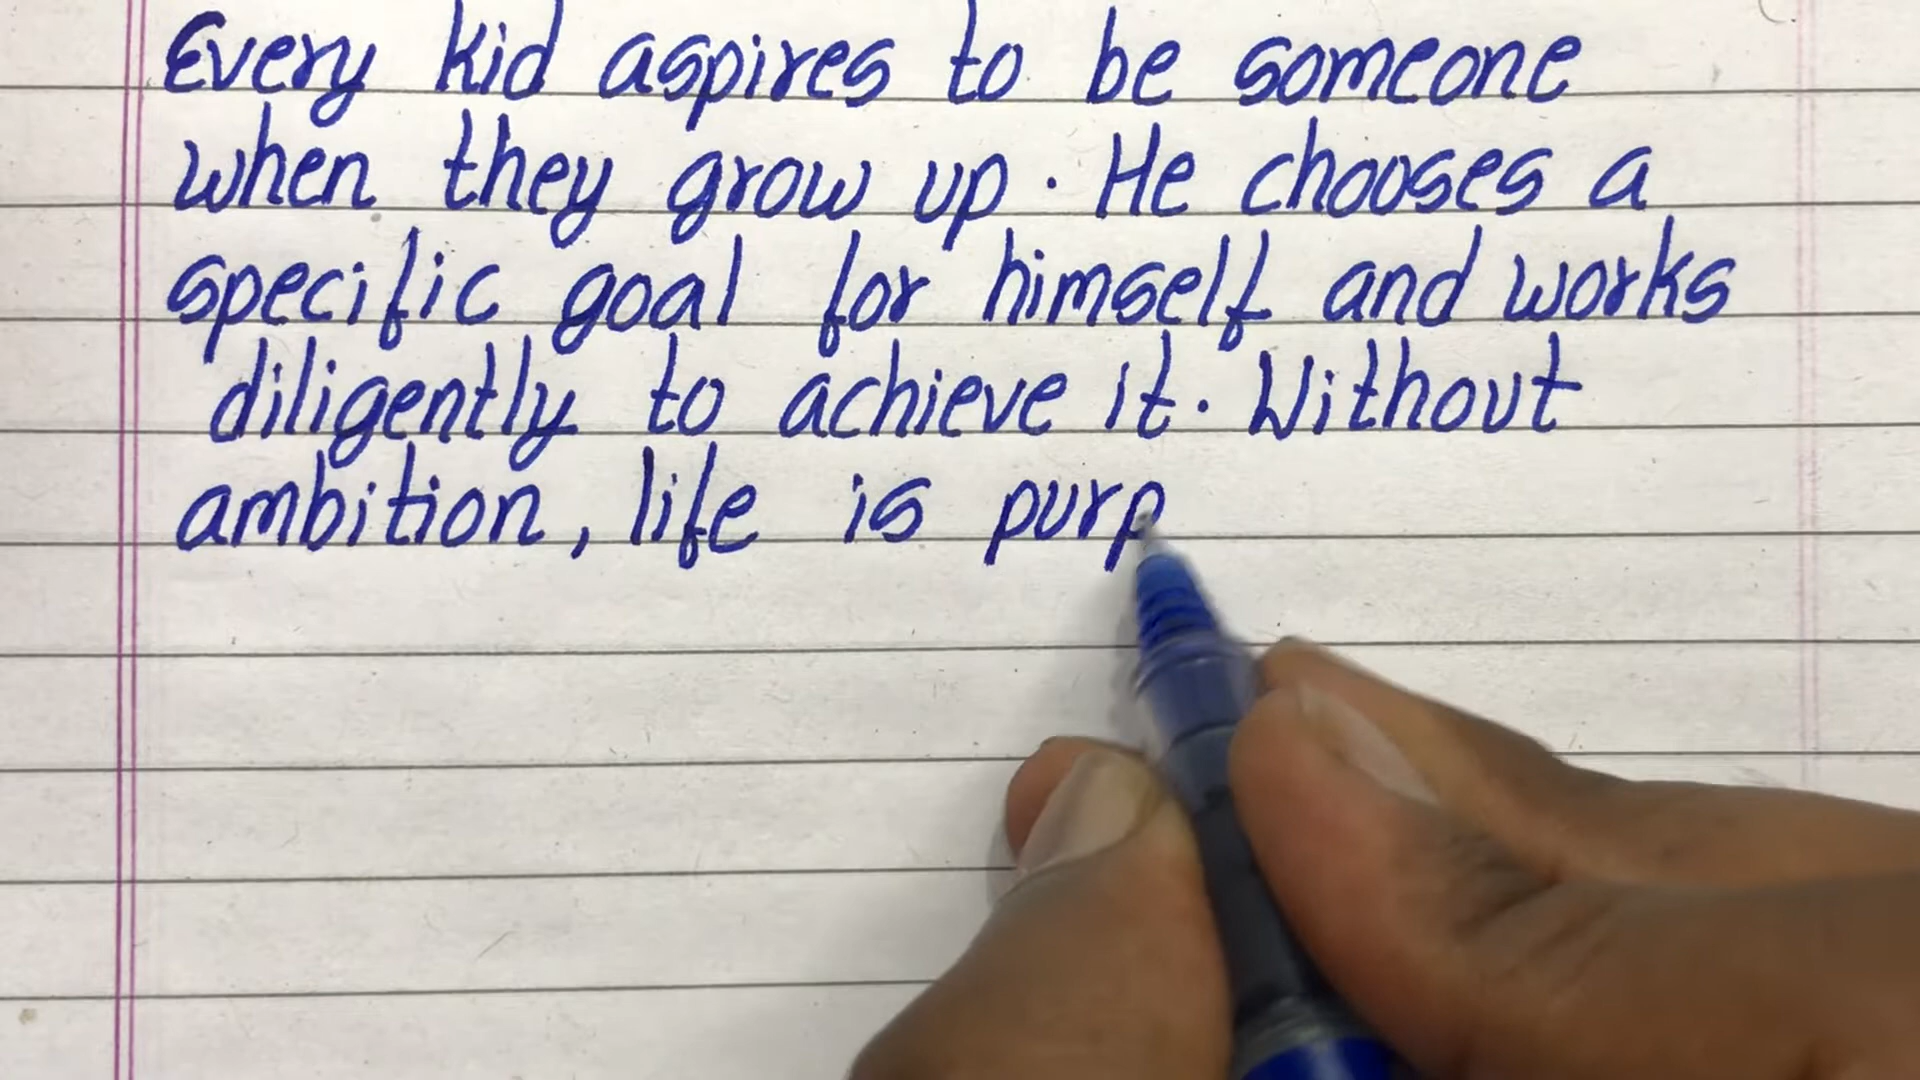 Every kid aspires to be someone
when they grow up. He chooses a
specific goal for himself and works
diligently to achieve it. Without
ambition, life is purp